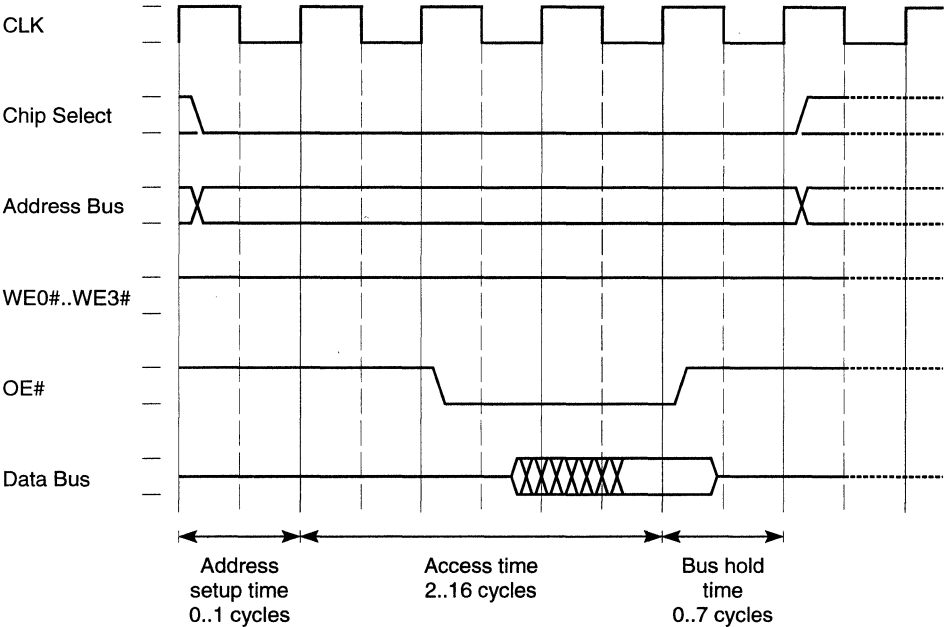 CLK
Chip Select
Address Bus
WE0#..WE3#
OE#
Data Bus
Address
setup time
0..1 cycles
Access time
2..16 cycles
Bus hold
time
0..7 cycles